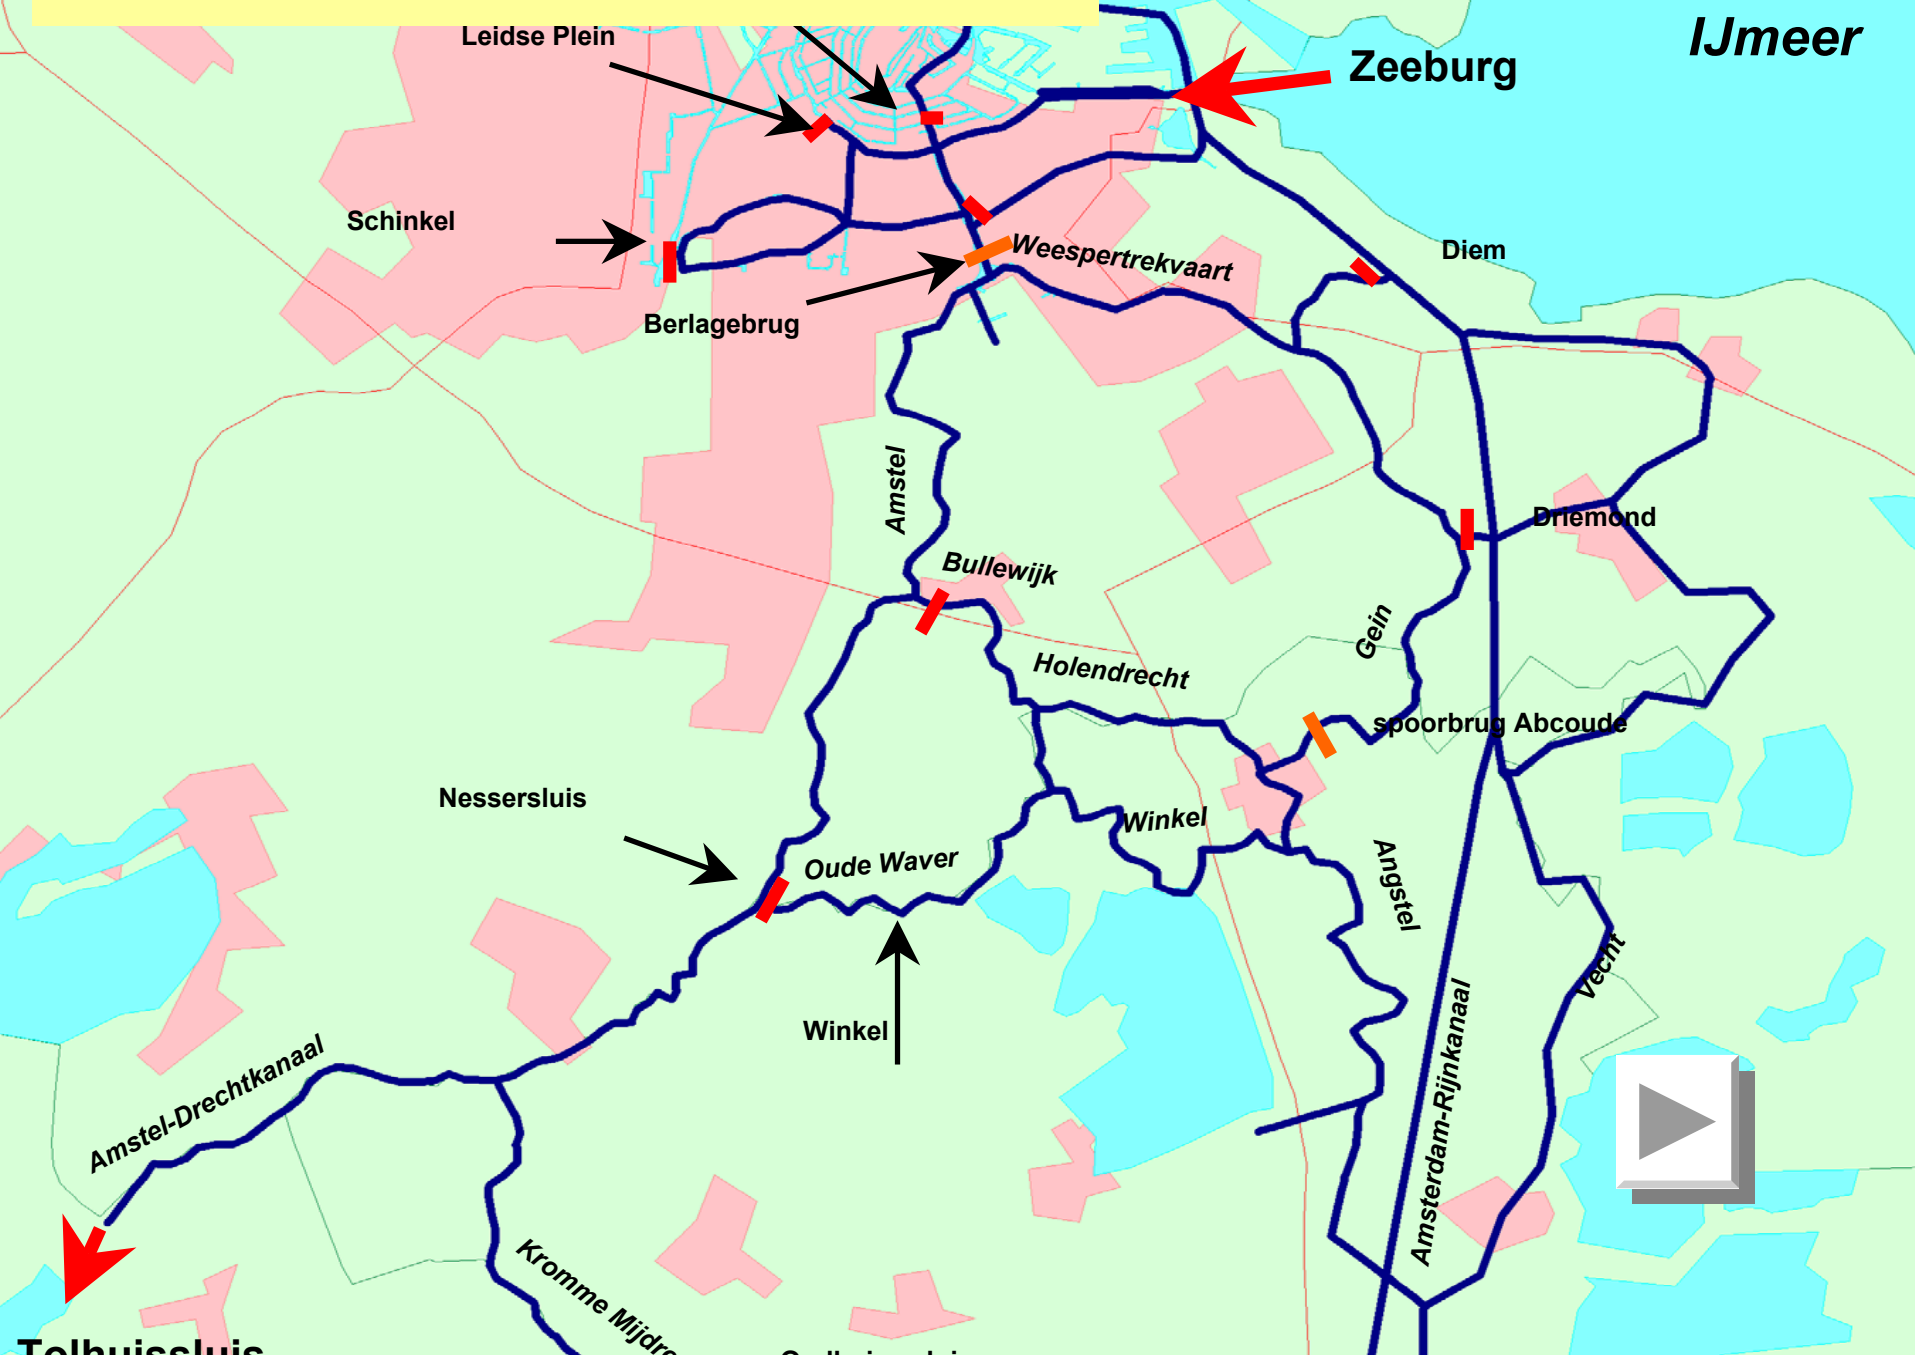 IJmeer
Leidse Plein
Zeeburg
Schinkel
Weespertrekvaart
Diem
Berlagebrug
Amstel
Driemond
Bullewijk
Gein
Holendrecht
spoorbrug Abcoude
Nessersluis
Winkel
Oude Waver
Angstel
Vecht
Winkel
Amstel-Drechtkanaal
Amsterdam-Rijnkanaal
Kromme Mijdre
Tolhuissluis